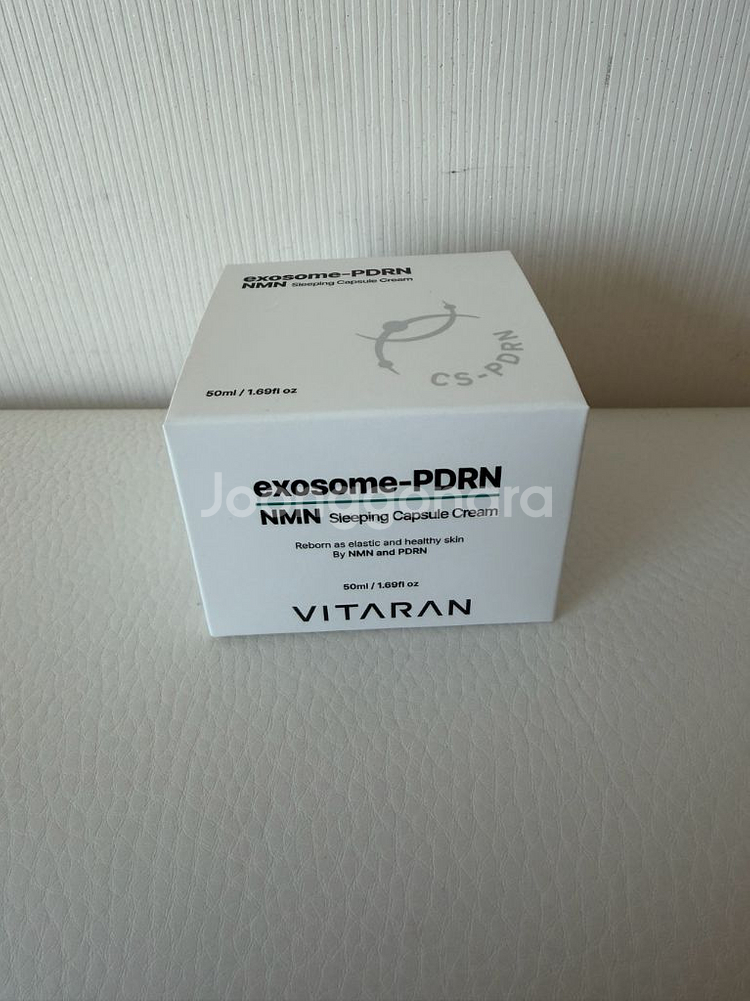 exosome-PDRN
NMN Sleeping Capsule Cream
CS-PDRN
50ml / 1.69fl oz
exosome-PDRN
Joonggonara
NMN Sleeping Capsule Cream
Reborn as elastic and healthy skin
By NMN and PDRN
50ml / 1.69fl oz
VITARAN